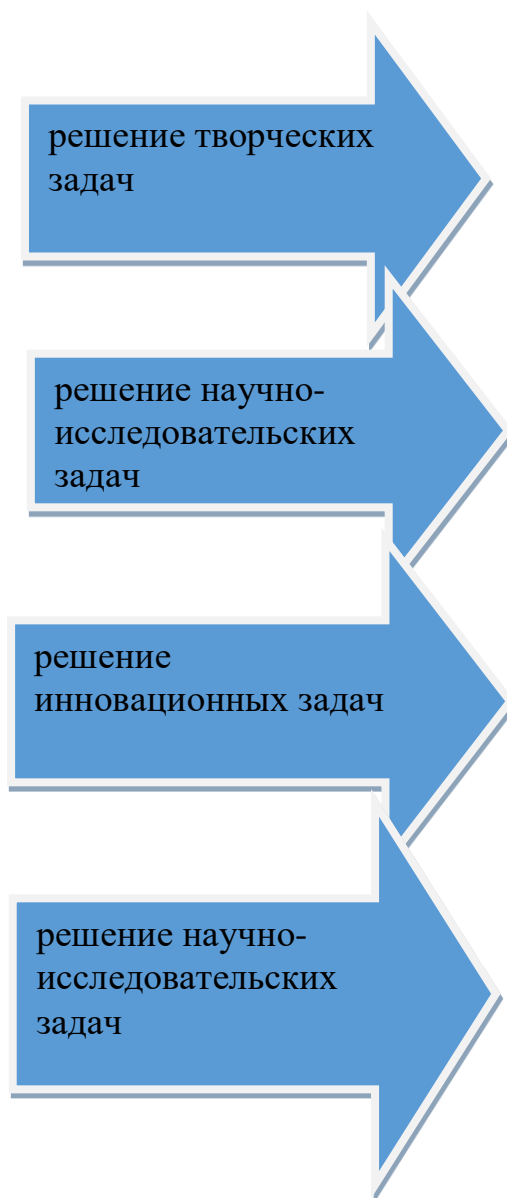 решение творческих
задач
решение научно-
исследовательских
задач
решение
инновационных задач
решение научно-
исследовательских
задач